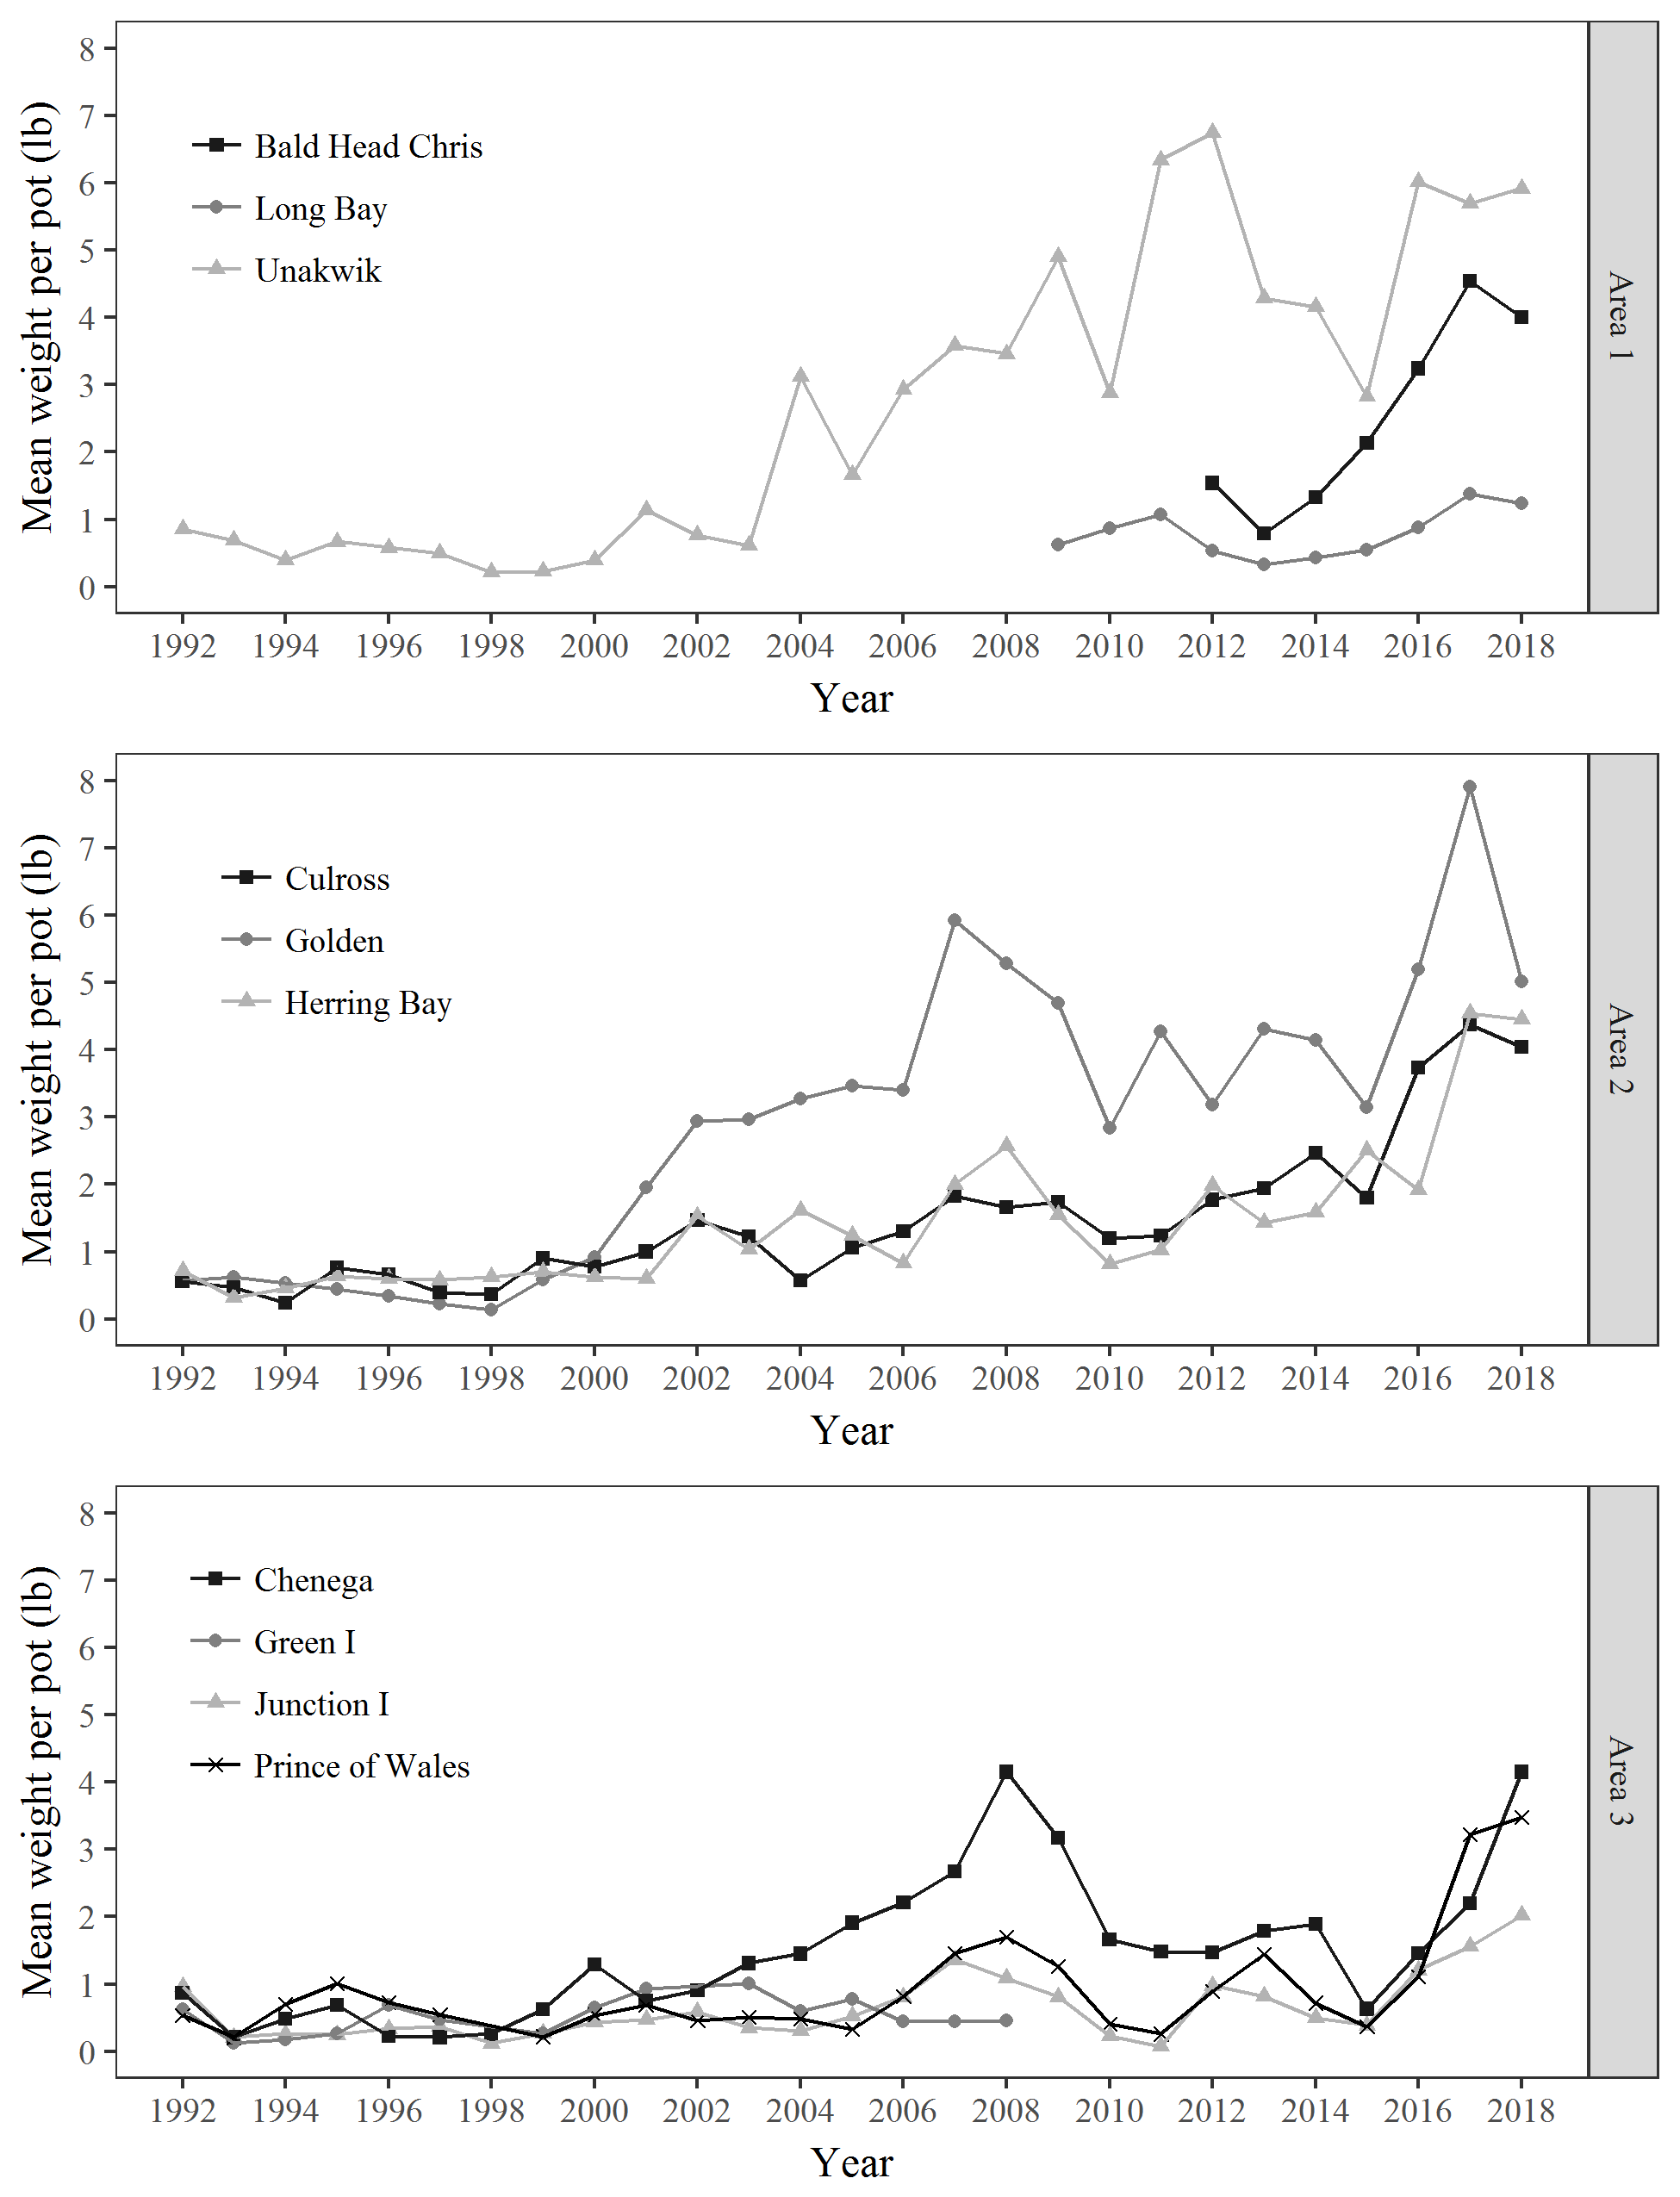 Mean weight per pot (lb)
8
7
6
5
4
3
2
1
0
Bald Head Chris
Long Bay
Unakwik
Area 1
1992 1994 1996 1998 2000 2002 2004 2006 2008 2010 2012 2014 2016 2018
Year
Mean weight per pot (lb)
8
7
6
5
4
3
2
1
0
Culross
Golden
Herring Bay
Area 2
1992 1994 1996 1998 2000 2002 2004 2006 2008 2010 2012 2014 2016 2018
Year
Mean weight per pot (lb)
8
7
6
5
4
3
2
1
0
Chenega
Green I
Junction I
Prince of Wales
Area 3
1992 1994 1996 1998 2000 2002 2004 2006 2008 2010 2012 2014 2016 2018
Year